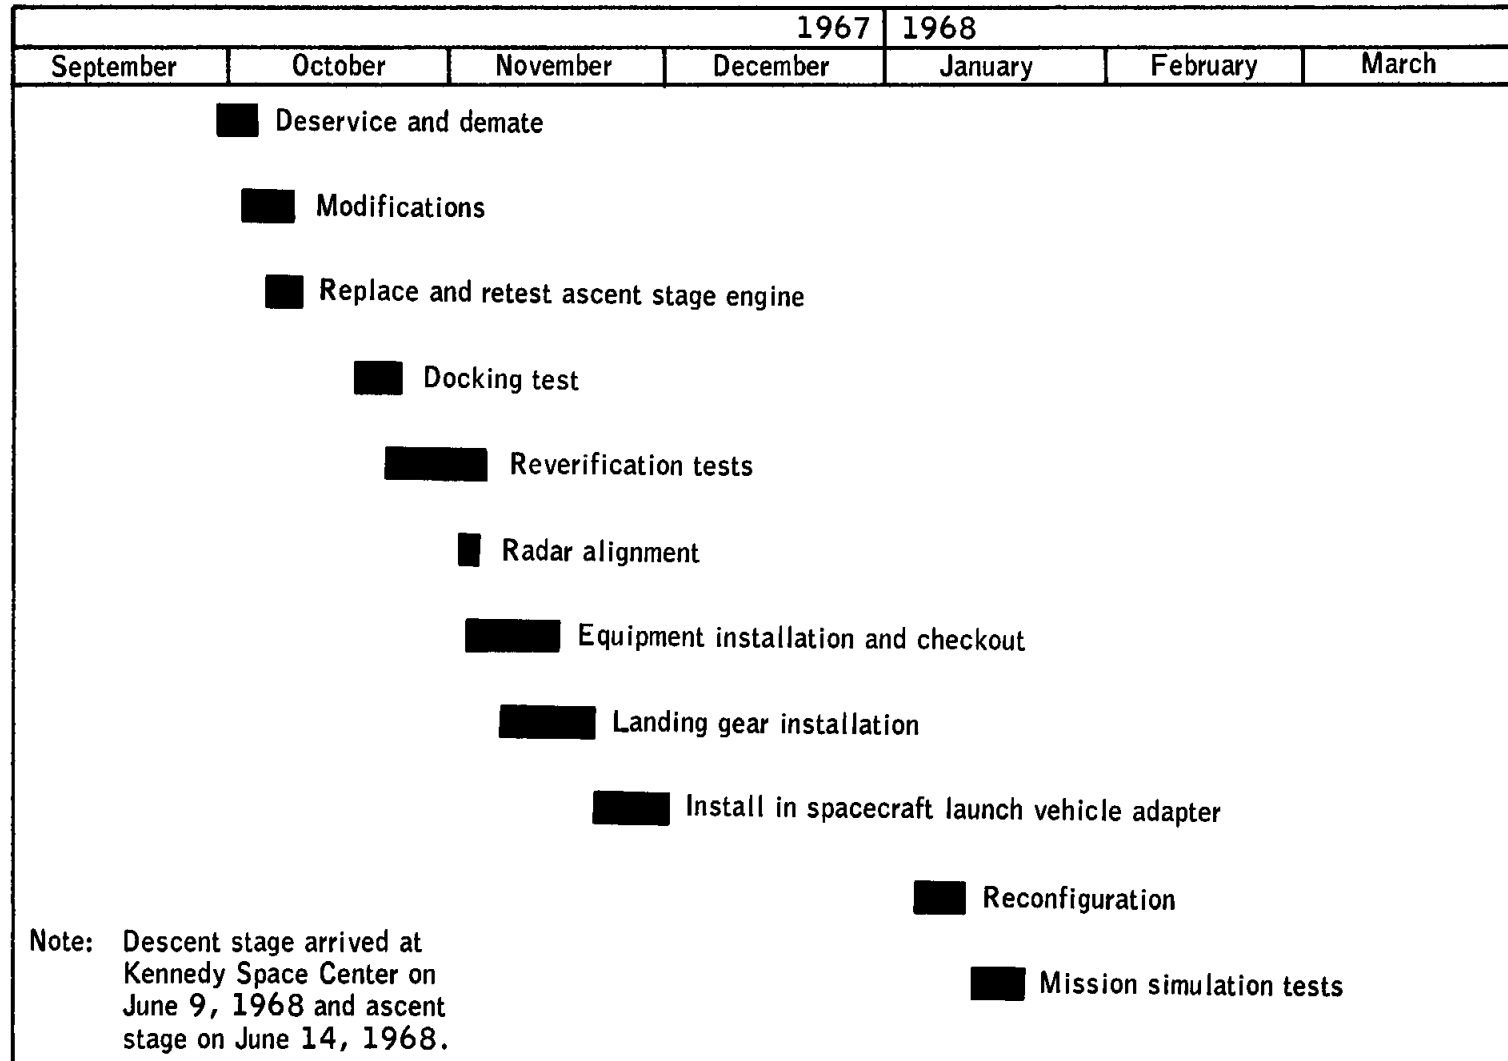 1967 1968
September October November December January February March
Deservice and demate
Modifications
Replace and retest ascent stage engine
Docking test
Reverification tests
Radar alignment
Equipment installation and checkout
Landing gear installation
Install in spacecraft launch vehicle adapter
Reconfiguration
Mission simulation tests
Note: Descent stage arrived at
Kennedy Space Center on
June 9, 1968 and ascent
stage on June 14, 1968.